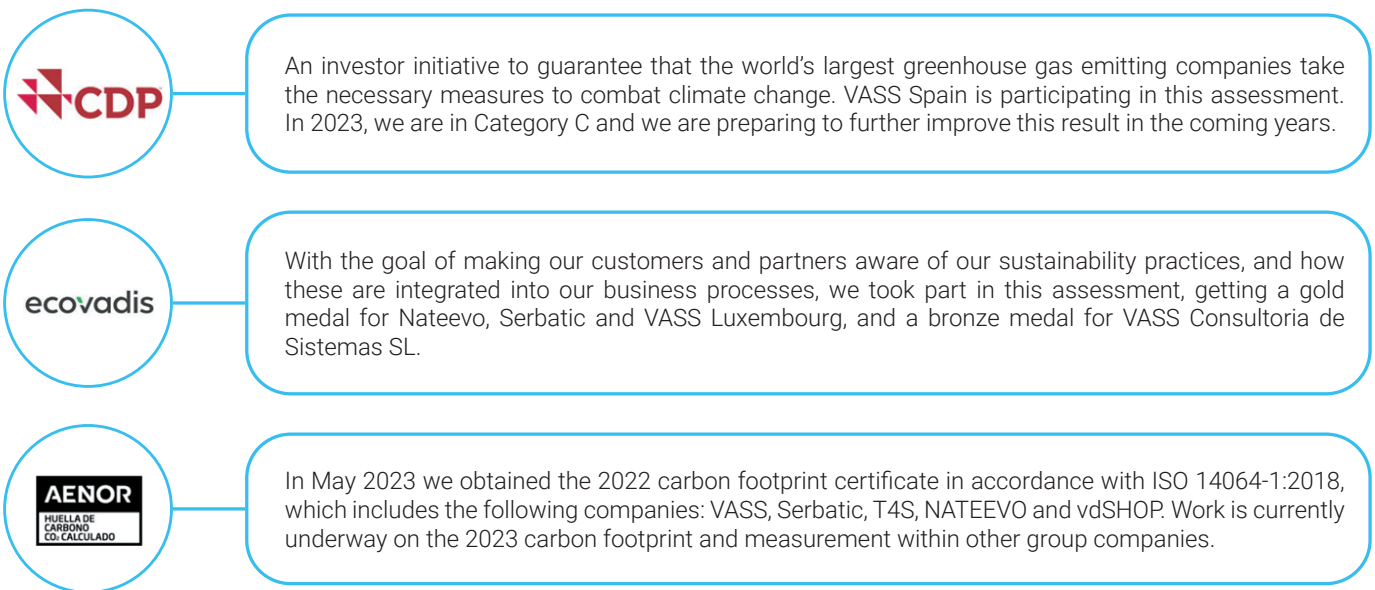 CDP
An investor initiative to guarantee that the world's largest greenhouse gas emitting companies take
the necessary measures to combat climate change. VASS Spain is participating in this assessment.
In 2023, we are in Category C and we are preparing to further improve this result in the coming years.
ecovadis
With the goal of making our customers and partners aware of our sustainability practices, and how
these are integrated into our business processes, we took part in this assessment, getting a gold
medal for Nateevo, Serbatic and VASS Luxembourg, and a bronze medal for VASS Consultoria de
Sistemas SL.
AENOR
HUELLA DE
CARBONO
CO₂ CALCULADO
In May 2023 we obtained the 2022 carbon footprint certificate in accordance with ISO 14064-1:2018,
which includes the following companies: VASS, Serbatic, T4S, NATEEVO and vdSHOP. Work is currently
underway on the 2023 carbon footprint and measurement within other group companies.